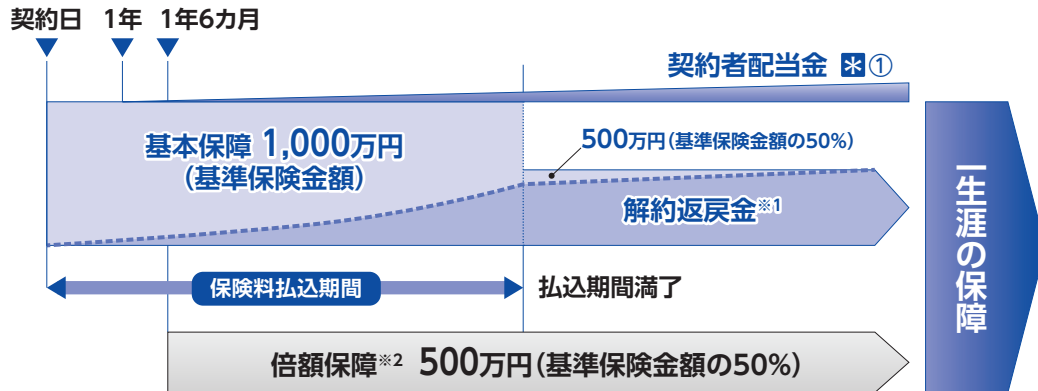 契約日 1年 1年6カ月
契約者配当金 *①
基本保障 1,000万円
(基準保険金額)
500万円(基準保険金額の50%)
解約返戻金※1
保険料払込期間
払込期間満了
倍額保障※2 500万円(基準保険金額の50%)
一生涯の保障